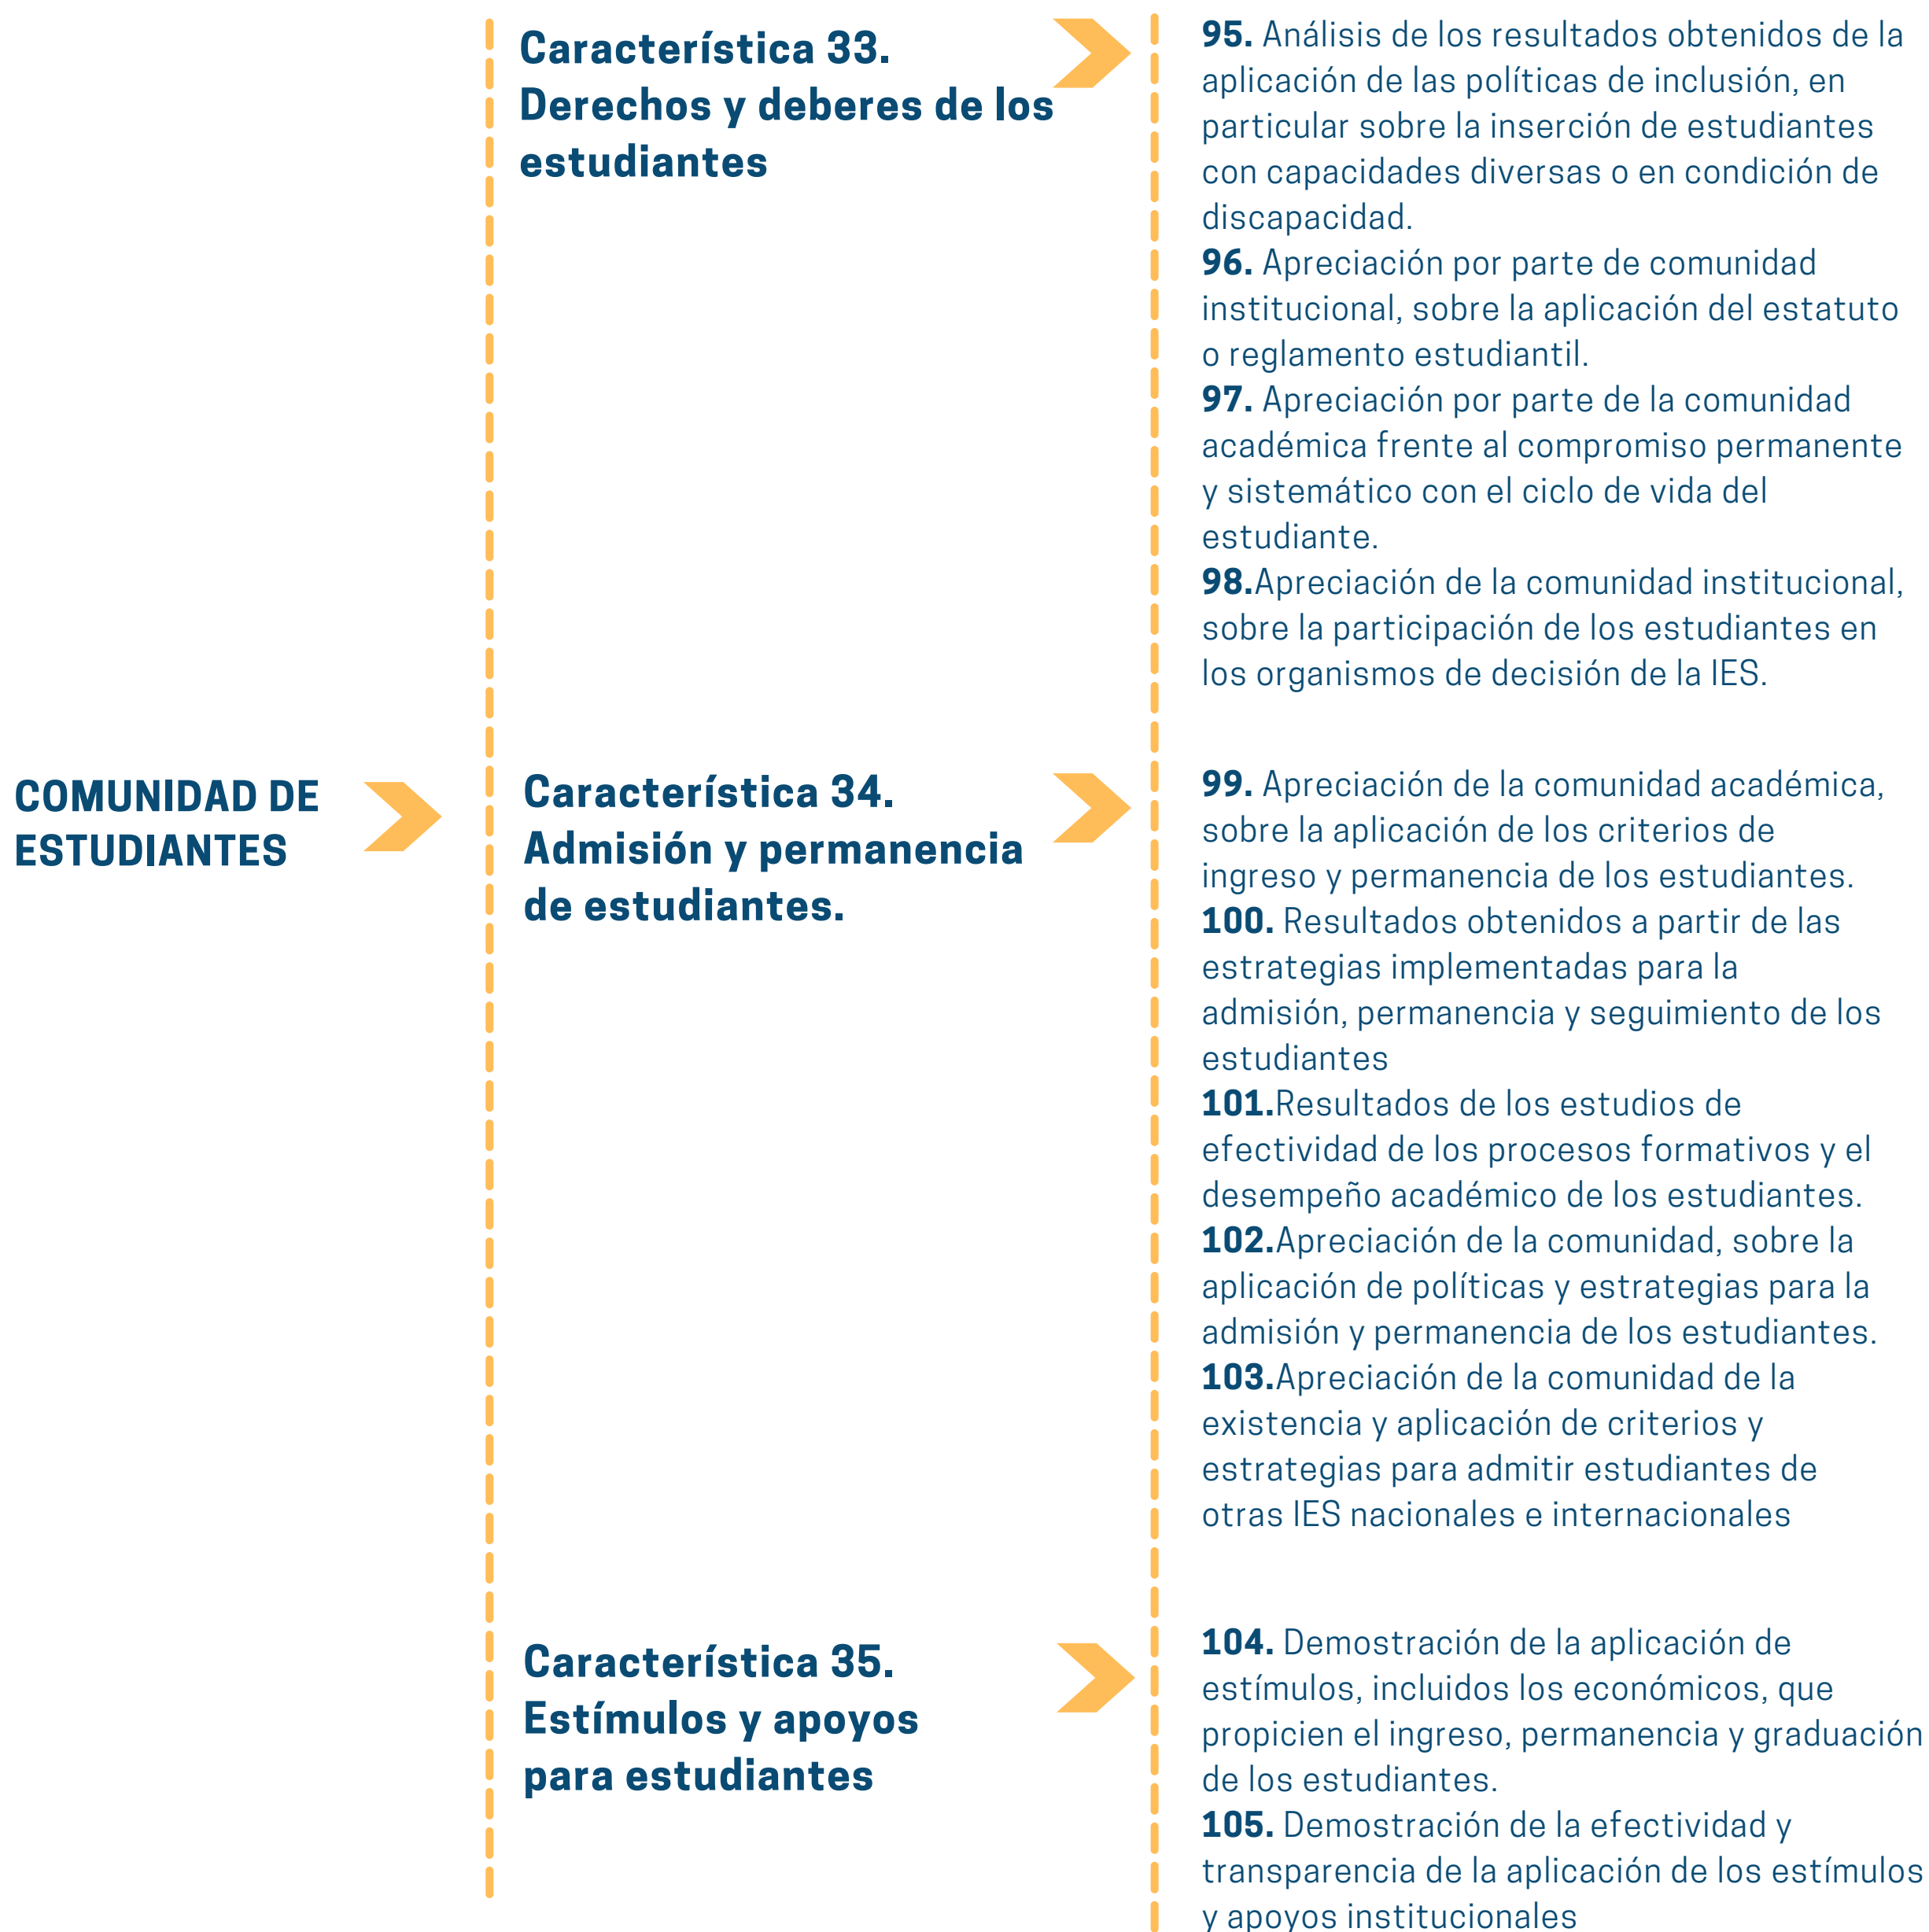 COMUNIDAD DE
ESTUDIANTES
Característica 33.
Derechos y deberes de los
estudiantes
95. Análisis de los resultados obtenidos de la
aplicación de las políticas de inclusión, en
particular sobre la inserción de estudiantes
con capacidades diversas o en condición de
discapacidad.
96. Apreciación por parte de comunidad
institucional, sobre la aplicación del estatuto
o reglamento estudiantil.
97. Apreciación por parte de la comunidad
académica frente al compromiso permanente
y sistemático con el ciclo de vida del
estudiante.
98.Apreciación de la comunidad institucional,
sobre la participación de los estudiantes en
los organismos de decisión de la IES.
Característica 34.
Admisión y permanencia
de estudiantes.
99. Apreciación de la comunidad académica,
sobre la aplicación de los criterios de
ingreso y permanencia de los estudiantes.
100. Resultados obtenidos a partir de las
estrategias implementadas para la
admisión, permanencia y seguimiento de los
estudiantes
101.Resultados de los estudios de
efectividad de los procesos formativos y el
desempeño académico de los estudiantes.
102.Apreciación de la comunidad, sobre la
aplicación de políticas y estrategias para la
admisión y permanencia de los estudiantes.
103.Apreciación de la comunidad de la
existencia y aplicación de criterios y
estrategias para admitir estudiantes de
otras IES nacionales e internacionales
Característica 35.
Estímulos y apoyos
para estudiantes
104. Demostración de la aplicación de
estímulos, incluidos los económicos, que
propicien el ingreso, permanencia y graduación
de los estudiantes.
105. Demostración de la efectividad y
transparencia de la aplicación de los estímulos
y apoyos institucionales